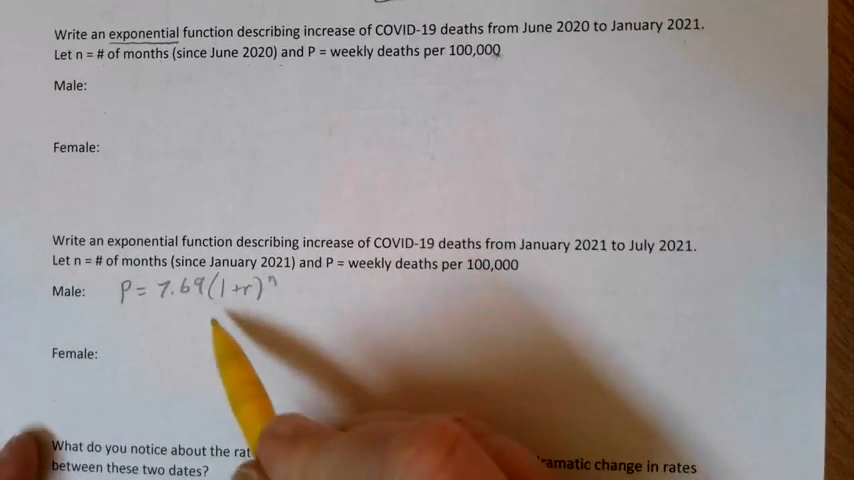 Write an exponential function describing increase of COVID-19 deaths from June 2020 to January 2021.
Let n = # of months (since June 2020) and P = weekly deaths per 100,000
Male:
Female:
Write an exponential function describing increase of COVID-19 deaths from January 2021 to July 2021.
Let n = # of months (since January 2021) and P = weekly deaths per 100,000
Male: P = 7.69(1+r)^n
Female:
What do you notice about the rat ramatic change in rates
between these two dates?